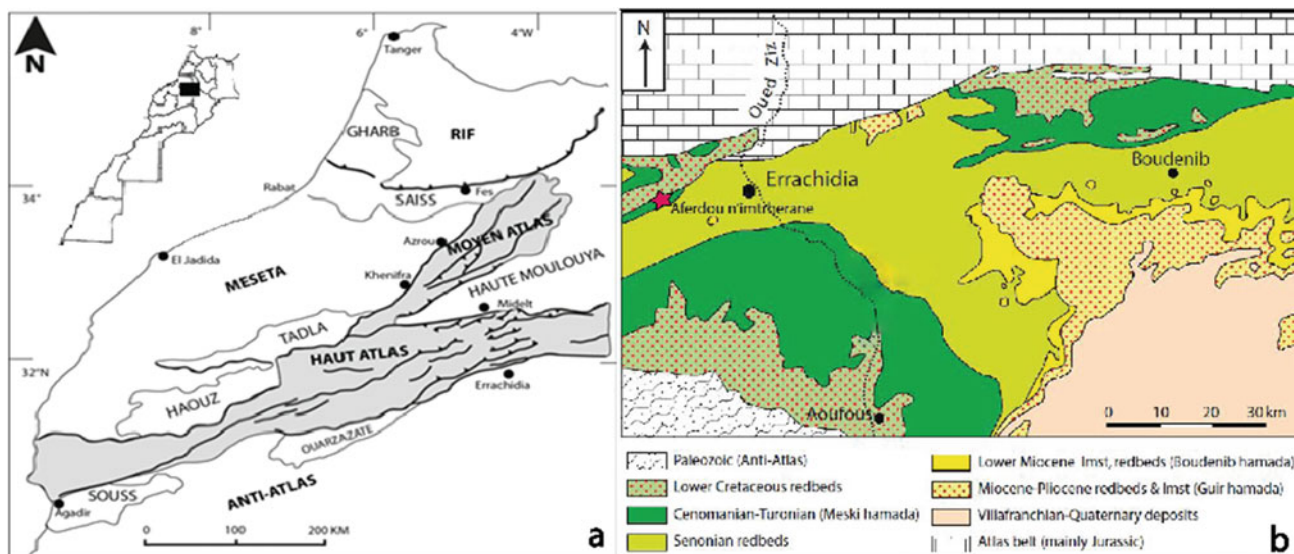 N
8°
6°
4°W
Tanger
GHARB
RIF
34°
Rabat
SAISS
Fes
Azrou
MOYEN ATLAS
El Jadida
MESETA
Khenifra
HAUTE MOULOUYA
Midelt
TADLA
32°N
HAUT ATLAS
HAOUZ
Errachidia
OUARZAZATE
ANTI-ATLAS
SOUSS
Agadir
0 100 200 KM
a
N
Oued Ziz
Boudenib
Errachidia
Aferdou n'imtrherane
Aoufous
0 10 20 30 km
Paleozoic (Anti-Atlas)
Lower Cretaceous redbeds
Cenomanian-Turonian (Meski hamada)
Senonian redbeds
Lower Miocene lmst, redbeds (Boudenib hamada)
Miocene-Pliocene redbeds & lmst (Guir hamada)
Villafranchian-Quaternary deposits
Atlas belt (mainly Jurassic)
b